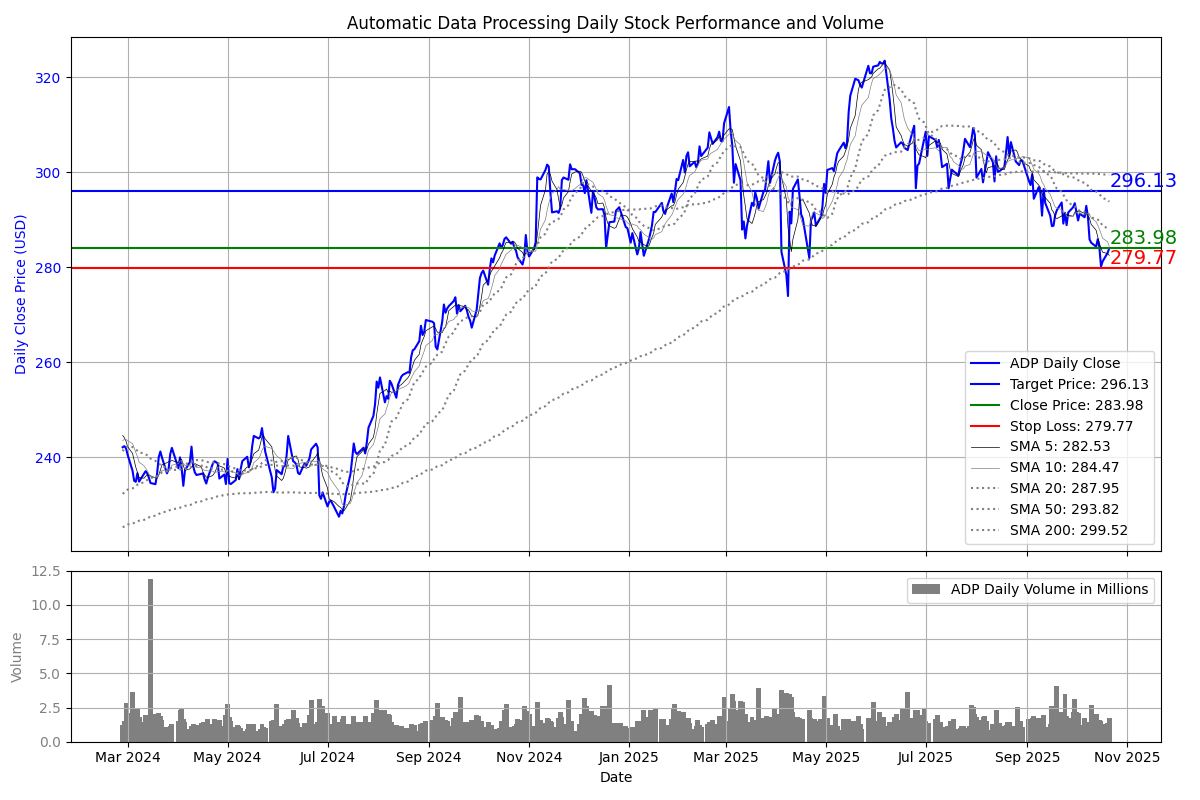 Automatic Data Processing Daily Stock Performance and Volume
Daily Close Price (USD)
320
300
280
260
240
296.13
283.98
279.77
ADP Daily Close
Target Price: 296.13
Close Price: 283.98
Stop Loss: 279.77
SMA 5: 282.53
SMA 10: 284.47
SMA 20: 287.95
SMA 50: 293.82
SMA 200: 299.52
Volume
12.5
10.0
7.5
5.0
2.5
0.0
ADP Daily Volume in Millions
Mar 2024 May 2024 Jul 2024 Sep 2024 Nov 2024 Jan 2025 Mar 2025 May 2025 Jul 2025 Sep 2025 Nov 2025
Date